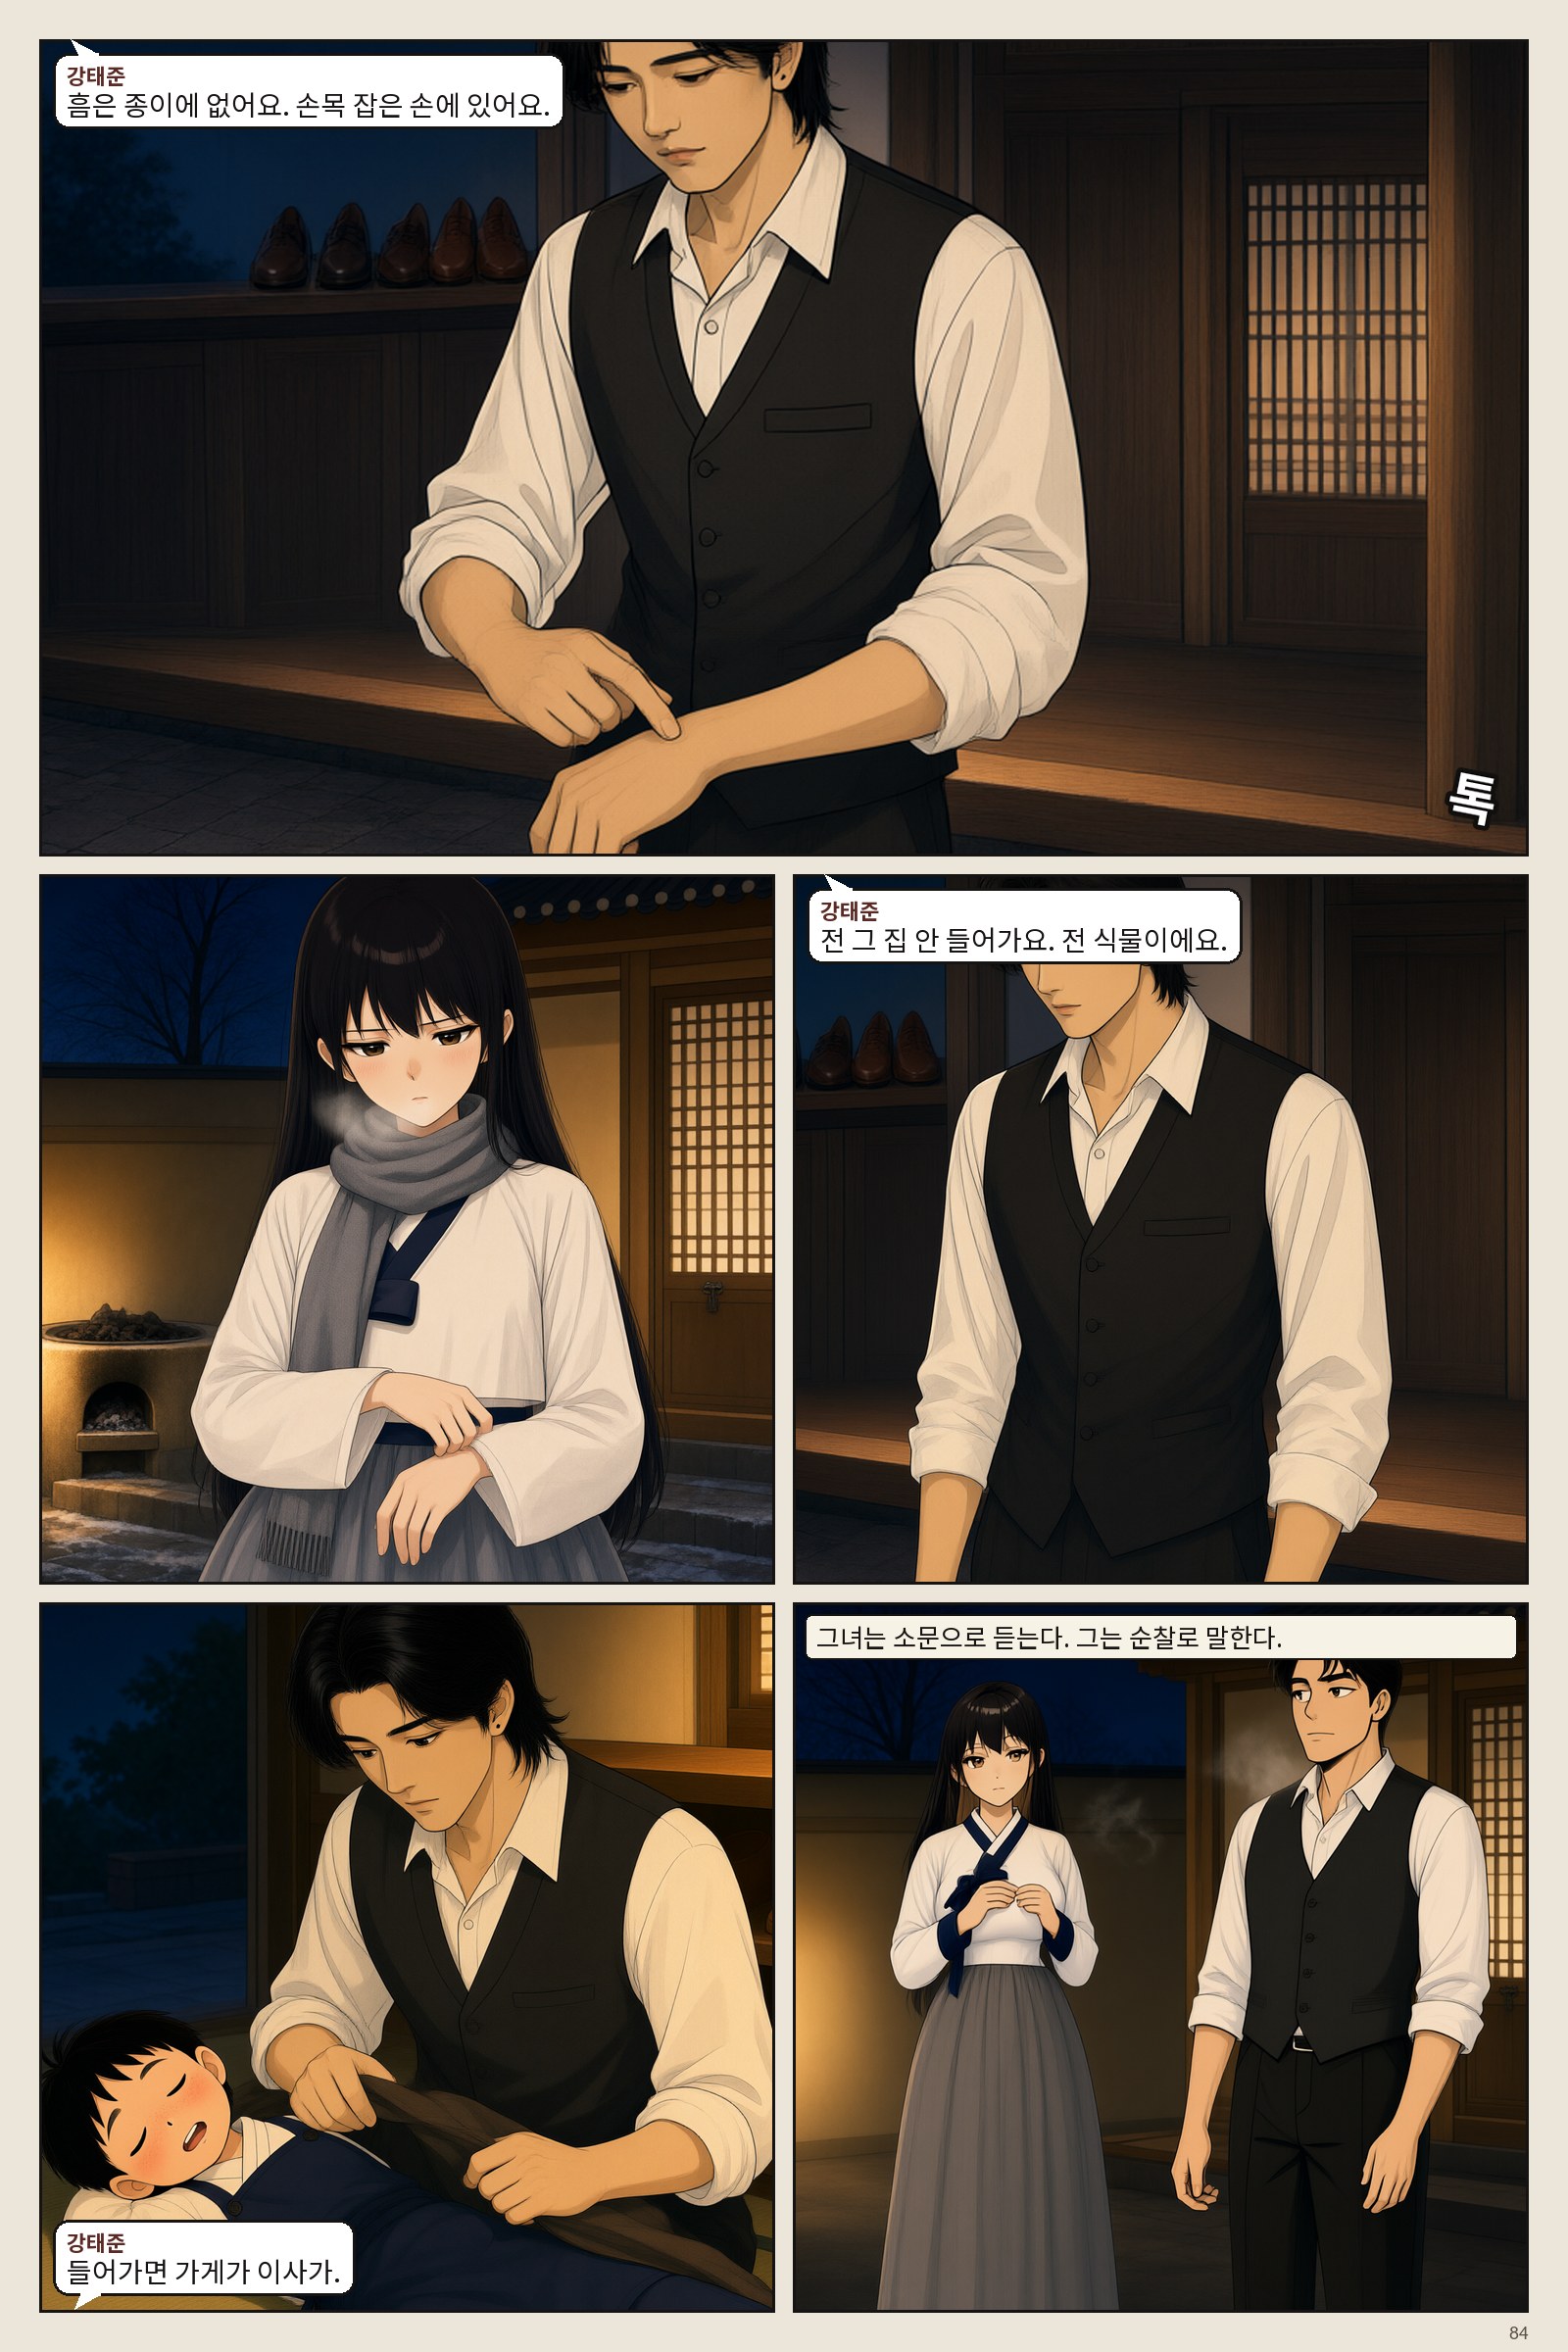 강태준
흠은 종이에 없어요. 손목 잡은 손에 있어요.
톡
강태준
전 그 집 안 들어가요. 전 식물이에요.
강태준
들어가면 가게가 이사가.
그녀는 소문으로 듣는다. 그는 순찰로 말한다.
84